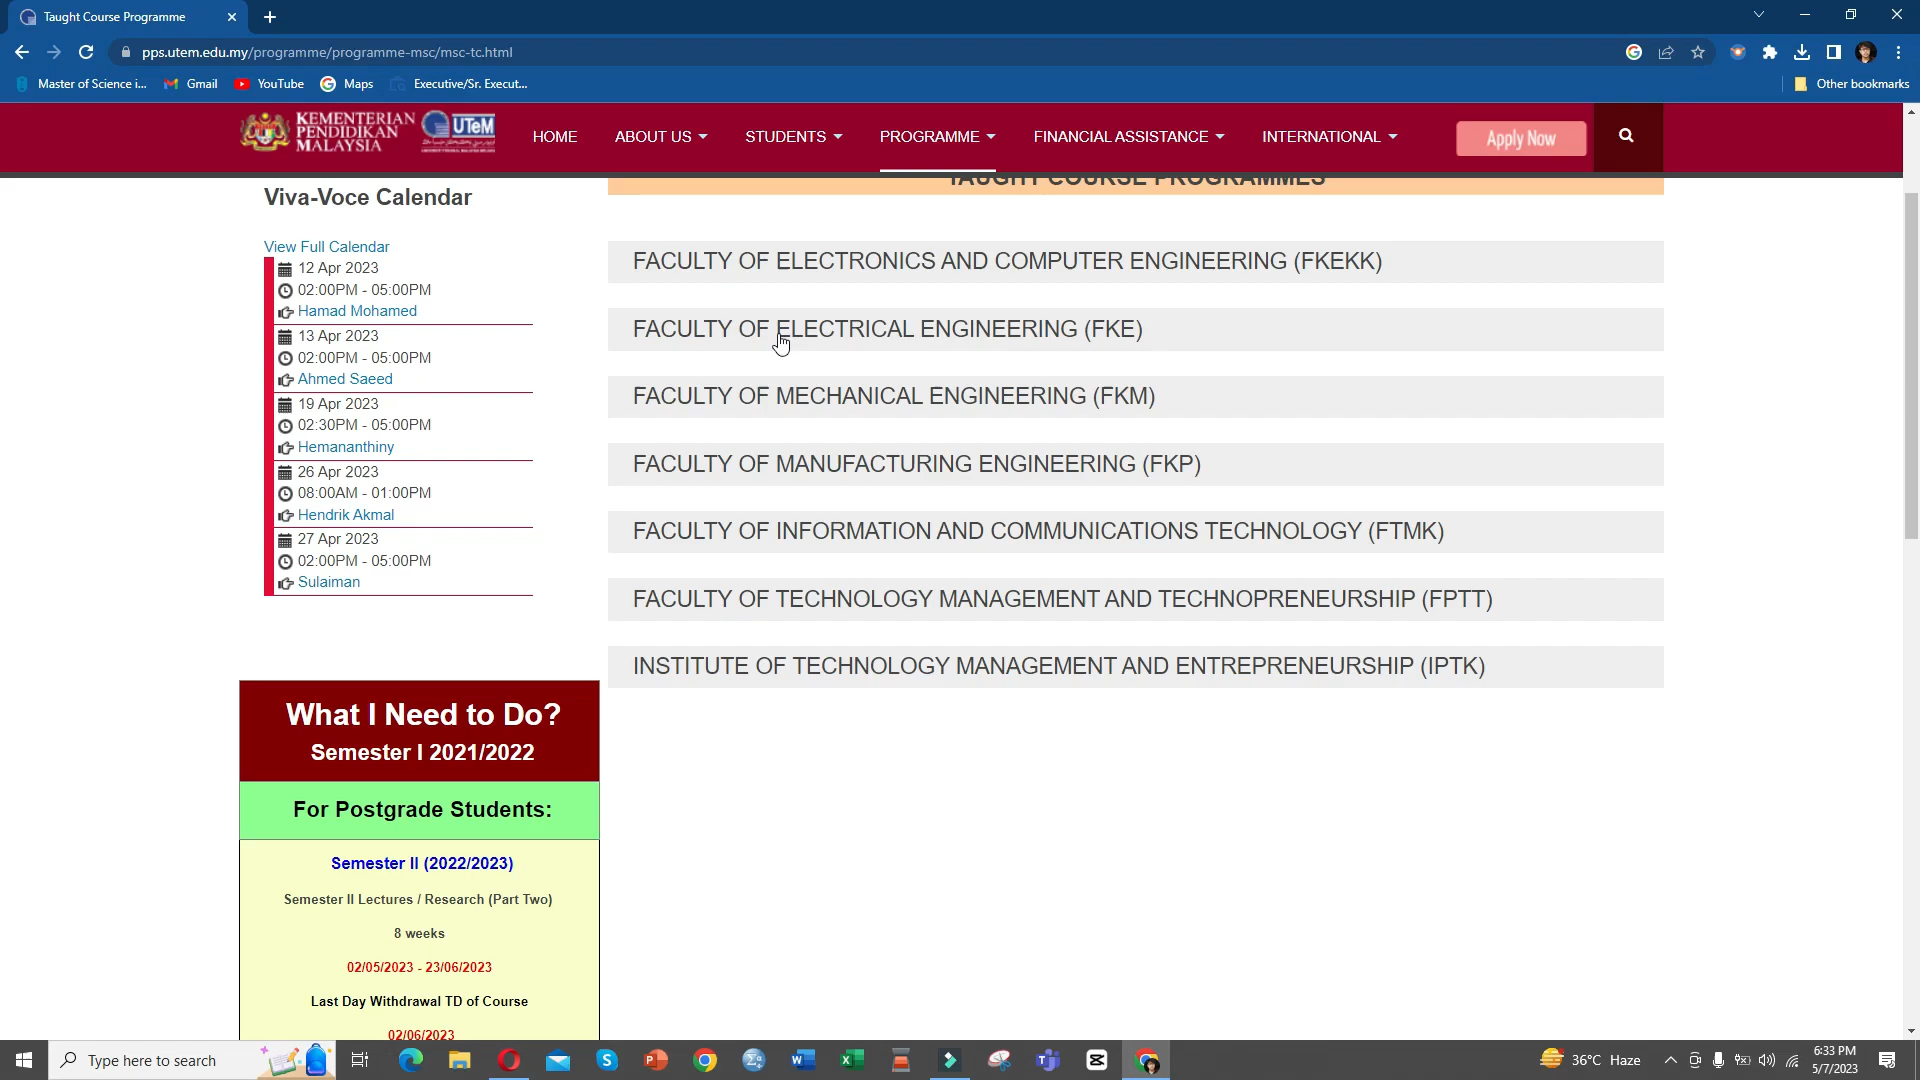 Taught Course Programme
pps.utem.edu.my/programme/programme-msc/msc-tc.html
Master of Science i...
Gmail
YouTube
Maps
Executive/Sr. Execut...
Other bookmarks
KEMENTERIAN
PENDIDIKAN
MALAYSIA
UTeM
HOME
ABOUT US
STUDENTS
PROGRAMME
FINANCIAL ASSISTANCE
INTERNATIONAL
Apply Now
Viva-Voce Calendar
View Full Calendar
12 Apr 2023
02:00PM - 05:00PM
Hamad Mohamed
13 Apr 2023
02:00PM - 05:00PM
Ahmed Saeed
19 Apr 2023
02:30PM - 05:00PM
Hemananthiny
26 Apr 2023
08:00AM - 01:00PM
Hendrik Akmal
27 Apr 2023
02:00PM - 05:00PM
Sulaiman
What I Need to Do?
Semester I 2021/2022
For Postgrade Students:
Semester II (2022/2023)
Semester II Lectures / Research (Part Two)
8 weeks
02/05/2023 - 23/06/2023
Last Day Withdrawal TD of Course
02/06/2023
TAUGHT COURSE PROGRAMMES
FACULTY OF ELECTRONICS AND COMPUTER ENGINEERING (FKEKK)
FACULTY OF ELECTRICAL ENGINEERING (FKE)
FACULTY OF MECHANICAL ENGINEERING (FKM)
FACULTY OF MANUFACTURING ENGINEERING (FKP)
FACULTY OF INFORMATION AND COMMUNICATIONS TECHNOLOGY (FTMK)
FACULTY OF TECHNOLOGY MANAGEMENT AND TECHNOPRENEURSHIP (FPTT)
INSTITUTE OF TECHNOLOGY MANAGEMENT AND ENTREPRENEURSHIP (IPTK)
Type here to search
36°C Haze
6:33 PM
5/7/2023